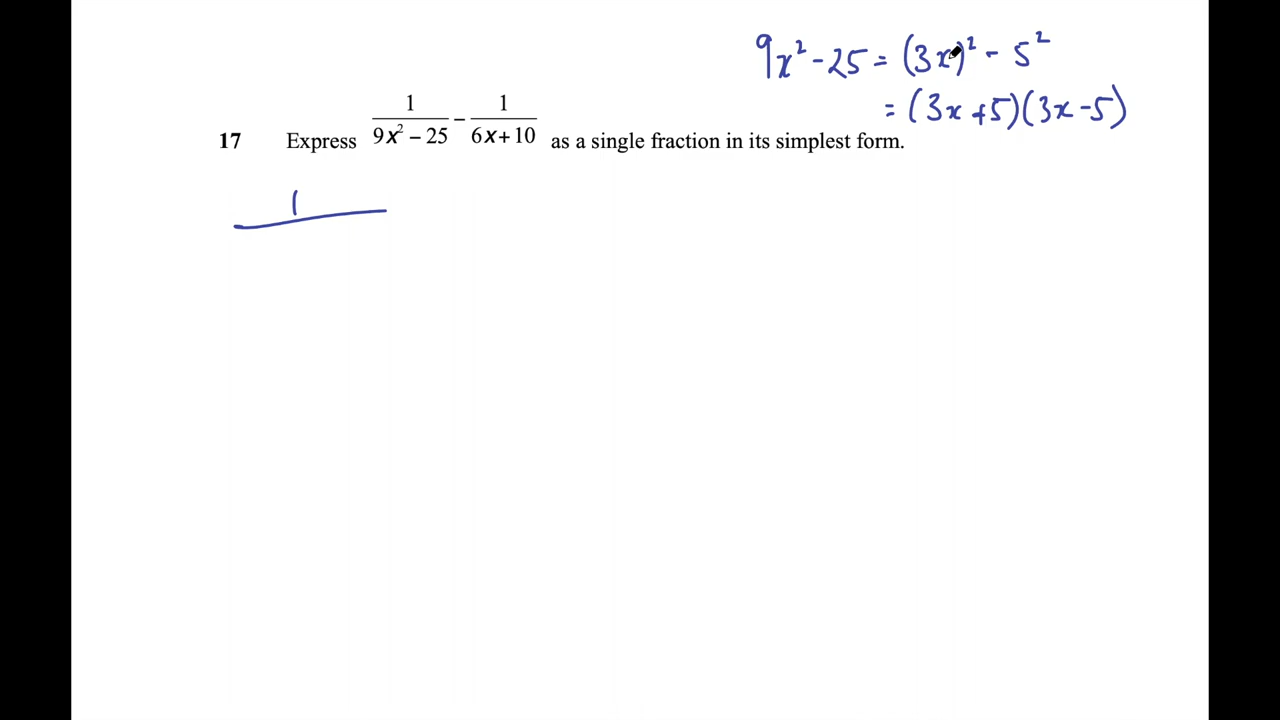 9x² - 25 = (3x)² - 5²
= (3x + 5)(3x - 5)
17 Express 1/(9x² − 25) − 1/(6x + 10) as a single fraction in its simplest form.
1